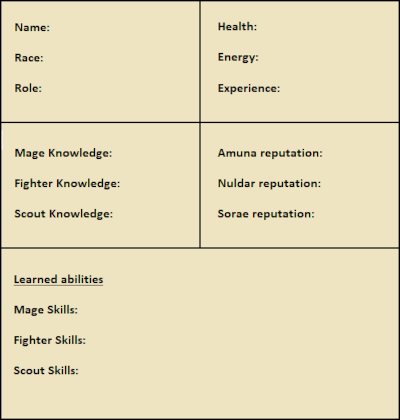 Name:
Race:
Role:
Health:
Energy:
Experience:
Mage Knowledge:
Fighter Knowledge:
Scout Knowledge:
Amuna reputation:
Nuldar reputation:
Sorae reputation:
Learned abilities
Mage Skills:
Fighter Skills:
Scout Skills: